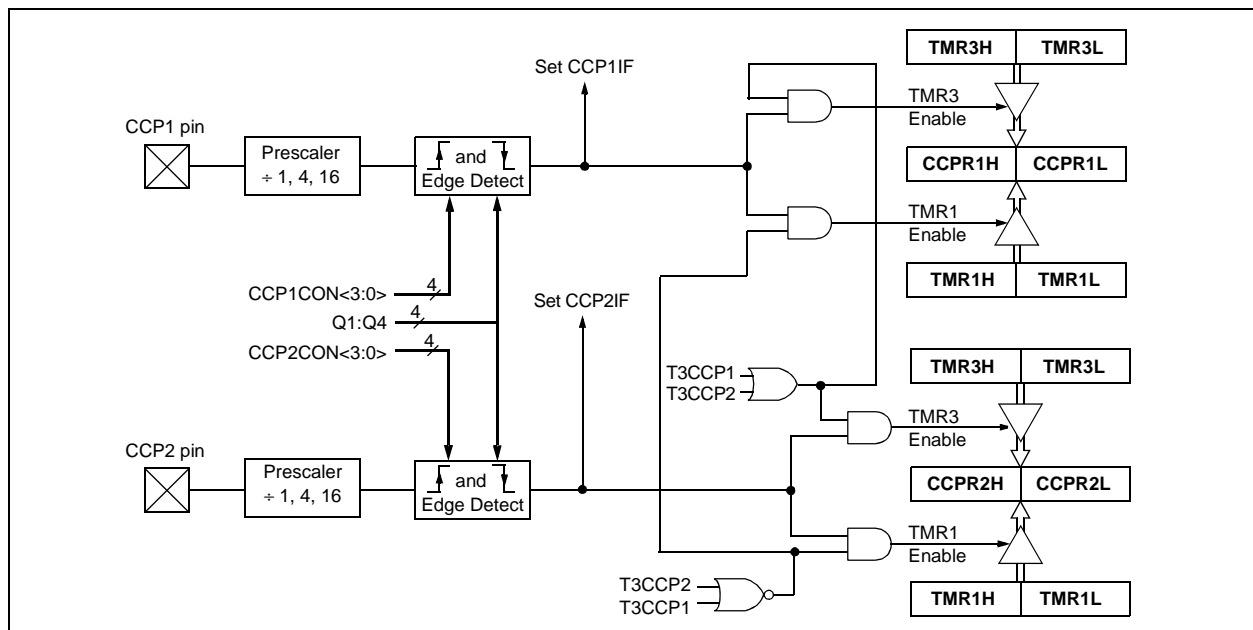 TMR3H TMR3L
Set CCP1IF
TMR3
Enable
CCP1 pin
Prescaler
÷ 1, 4, 16
and
Edge Detect
CCPR1H CCPR1L
TMR1
Enable
TMR1H TMR1L
CCP1CON<3:0> 4
Q1:Q4 4
CCP2CON<3:0> 4
Set CCP2IF
T3CCP1
T3CCP2
TMR3H TMR3L
TMR3
Enable
CCP2 pin
Prescaler
÷ 1, 4, 16
and
Edge Detect
CCPR2H CCPR2L
TMR1
Enable
T3CCP2
T3CCP1
TMR1H TMR1L